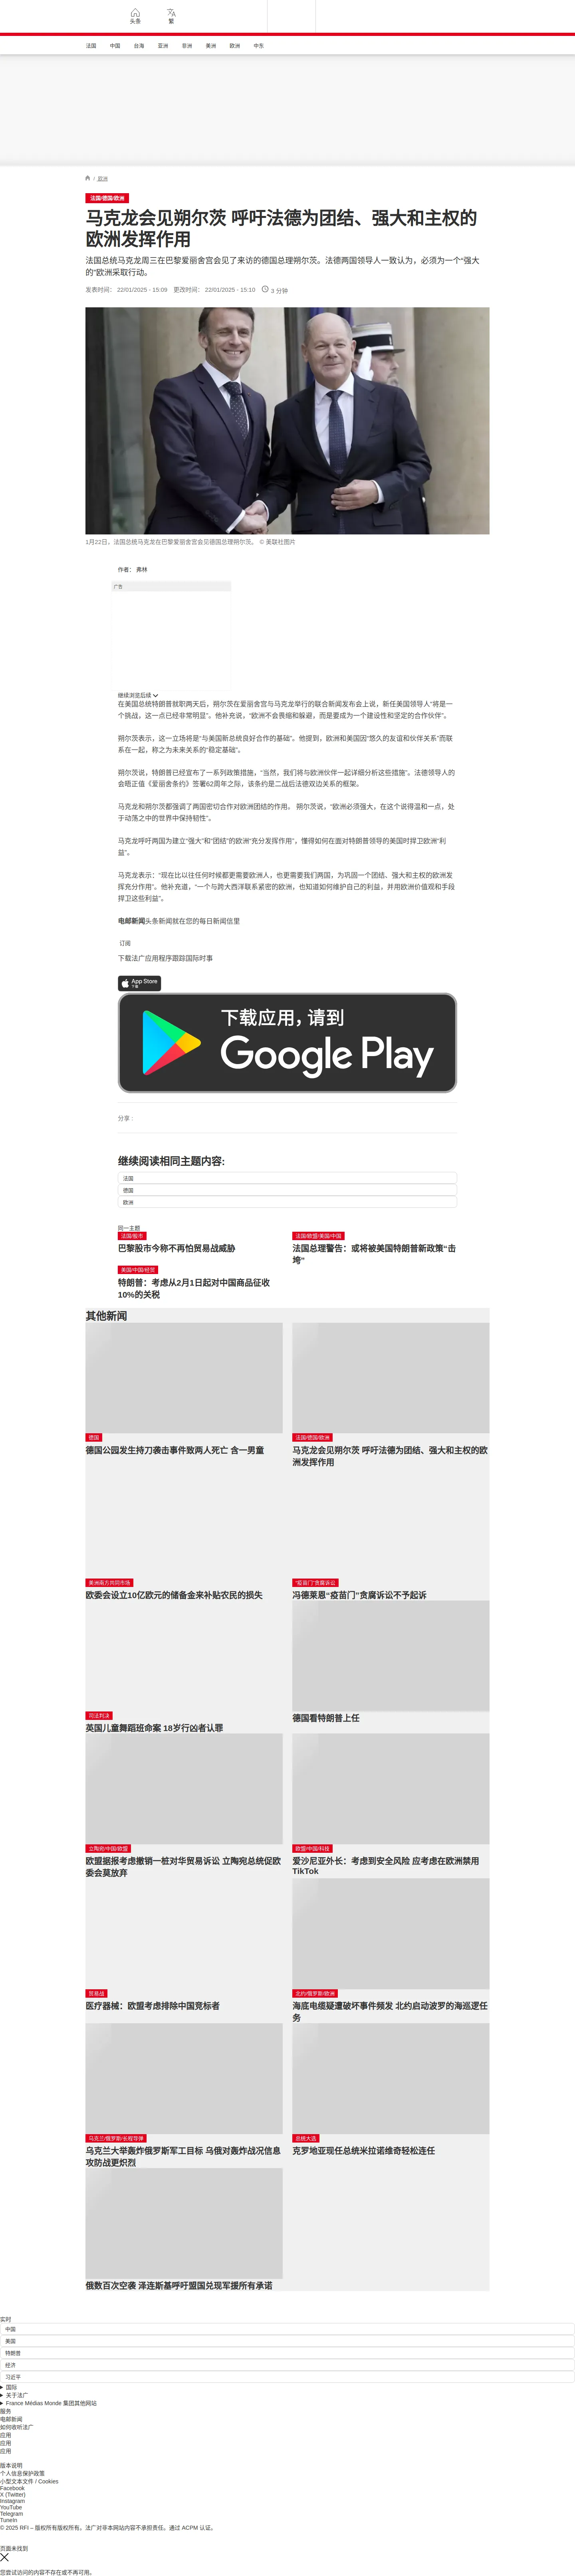 头条
繁
法国 中国 台海 亚洲 非洲 美洲 欧洲 中东
/ 欧洲
法国/德国/欧洲
马克龙会见朔尔茨 呼吁法德为团结、强大和主权的
欧洲发挥作用
法国总统马克龙周三在巴黎爱丽舍宫会见了来访的德国总理朔尔茨。法德两国领导人一致认为，必须为一个“强大
的”欧洲采取行动。
发表时间： 22/01/2025 - 15:09 更改时间： 22/01/2025 - 15:10 3 分钟
1月22日，法国总统马克龙在巴黎爱丽舍宫会见德国总理朔尔茨。 © 美联社图片
作者： 弗林
广告
继续浏览后续
在美国总统特朗普就职两天后，朔尔茨在爱丽舍宫与马克龙举行的联合新闻发布会上说，新任美国领导人“将是一
个挑战，这一点已经非常明显”。他补充说，“欧洲不会畏缩和躲避，而是要成为一个建设性和坚定的合作伙伴”。
朔尔茨表示，这一立场将是“与美国新总统良好合作的基础”。他提到，欧洲和美国因“悠久的友谊和伙伴关系”而联
系在一起，称之为未来关系的“稳定基础”。
朔尔茨说，特朗普已经宣布了一系列政策措施，“当然，我们将与欧洲伙伴一起详细分析这些措施”。法德领导人的
会晤正值《爱丽舍条约》签署62周年之际，该条约是二战后法德双边关系的框架。
马克龙和朔尔茨都强调了两国密切合作对欧洲团结的作用。 朔尔茨说，“欧洲必须强大，在这个说得温和一点，处
于动荡之中的世界中保持韧性”。
马克龙呼吁两国为建立“强大”和“团结”的欧洲“充分发挥作用”，懂得如何在面对特朗普领导的美国时捍卫欧洲“利
益”。
马克龙表示：“现在比以往任何时候都更需要欧洲人，也更需要我们两国，为巩固一个团结、强大和主权的欧洲发
挥充分作用”。他补充道，“一个与跨大西洋联系紧密的欧洲，也知道如何维护自己的利益，并用欧洲价值观和手段
捍卫这些利益”。
电邮新闻头条新闻就在您的每日新闻信里
订阅
下载法广应用程序跟踪国际时事
App Store
下载
下载应用，请到
Google Play
分享 :
继续阅读相同主题内容:
法国
德国
欧洲
同一主题
法国/股市
巴黎股市今称不再怕贸易战威胁
法国/欧盟/美国/中国
法国总理警告：或将被美国特朗普新政策“击
垮”
美国/中国/经贸
特朗普：考虑从2月1日起对中国商品征收
10%的关税
其他新闻
德国
德国公园发生持刀袭击事件致两人死亡 含一男童
法国/德国/欧洲
马克龙会见朔尔茨 呼吁法德为团结、强大和主权的欧
洲发挥作用
美洲南方共同市场
欧委会设立10亿欧元的储备金来补贴农民的损失
“疫苗门”贪腐诉讼
冯德莱恩“疫苗门”贪腐诉讼不予起诉
司法判决
英国儿童舞蹈班命案 18岁行凶者认罪
德国看特朗普上任
立陶宛/中国/欧盟
欧盟据报考虑撤销一桩对华贸易诉讼 立陶宛总统促欧
委会莫放弃
欧盟/中国/科技
爱沙尼亚外长：考虑到安全风险 应考虑在欧洲禁用
TikTok
贸易战
医疗器械：欧盟考虑排除中国竞标者
北约/俄罗斯/欧洲
海底电缆疑遭破坏事件频发 北约启动波罗的海巡逻任
务
乌克兰/俄罗斯/长程导弹
乌克兰大举轰炸俄罗斯军工目标 乌俄对轰炸战况信息
攻防战更炽烈
总统大选
克罗地亚现任总统米拉诺维奇轻松连任
俄数百次空袭 泽连斯基呼吁盟国兑现军援所有承诺
实时
中国
美国
特朗普
经济
习近平
国际
关于法广
France Médias Monde 集团其他网站
服务
电邮新闻
如何收听法广
应用
应用
应用
版本说明
个人信息保护政策
小型文本文件 / Cookies
Facebook
X (Twitter)
Instagram
YouTube
Telegram
TuneIn
© 2025 RFI – 版权所有版权所有。法广对非本网站内容不承担责任。通过 ACPM 认证。
页面未找到
您尝试访问的内容不存在或不再可用。